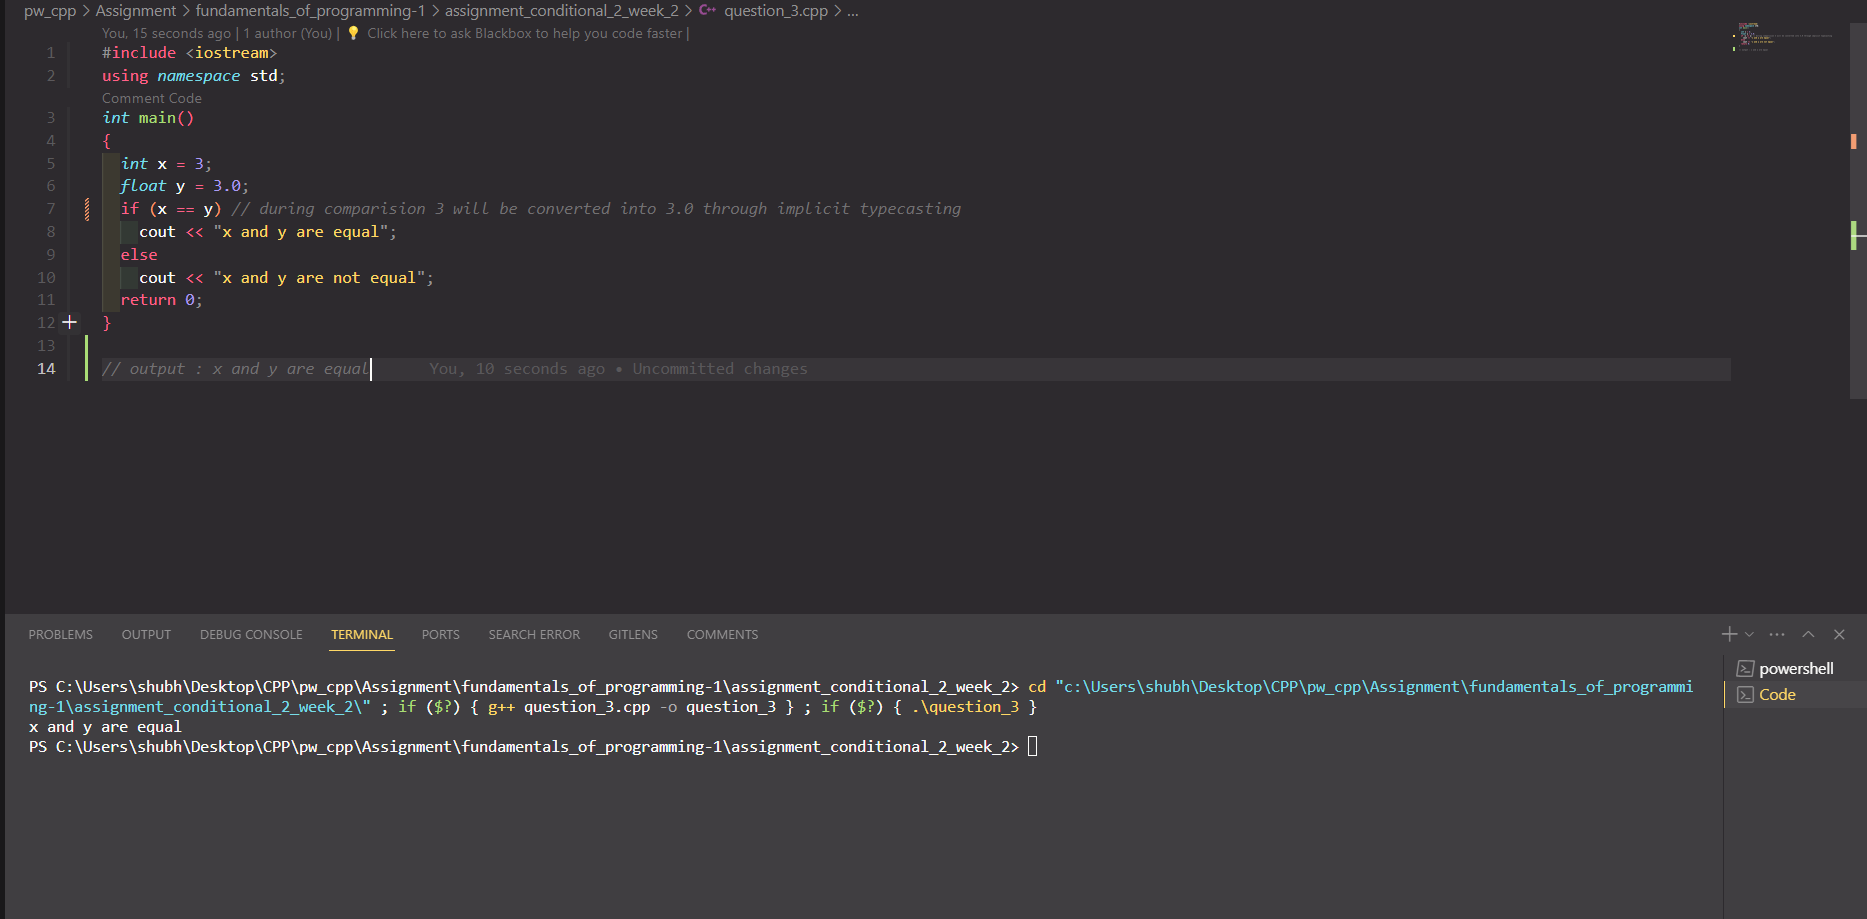 pw_cpp > Assignment > fundamentals_of_programming-1 > assignment_conditional_2_week_2 > C++ question_3.cpp > ...
You, 15 seconds ago | 1 author (You) | 💡 Click here to ask Blackbox to help you code faster |
1 #include <iostream>
2 using namespace std;
Comment Code
3 int main()
4 {
5   int x = 3;
6   float y = 3.0;
7   if (x == y) // during comparision 3 will be converted into 3.0 through implicit typecasting
8     cout << "x and y are equal";
9   else
10     cout << "x and y are not equal";
11   return 0;
12 }
13
14 // output : x and y are equal You, 10 seconds ago • Uncommitted changes
PROBLEMS OUTPUT DEBUG CONSOLE TERMINAL PORTS SEARCH ERROR GITLENS COMMENTS
PS C:\Users\shubh\Desktop\CPP\pw_cpp\Assignment\fundamentals_of_programming-1\assignment_conditional_2_week_2> cd "c:\Users\shubh\Desktop\CPP\pw_cpp\Assignment\fundamentals_of_programmi
ng-1\assignment_conditional_2_week_2\" ; if ($?) { g++ question_3.cpp -o question_3 } ; if ($?) { .\question_3 }
x and y are equal
PS C:\Users\shubh\Desktop\CPP\pw_cpp\Assignment\fundamentals_of_programming-1\assignment_conditional_2_week_2>
powershell
Code